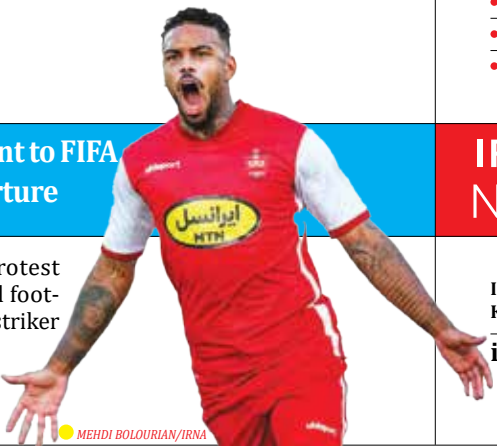 nt to FIFA
rture
rotest
l foot-
striker
uhlsport
ایرانسل
MTN
uhlsport
MEHDI BOLOURIAN/IRNA
I
N
I
K
i